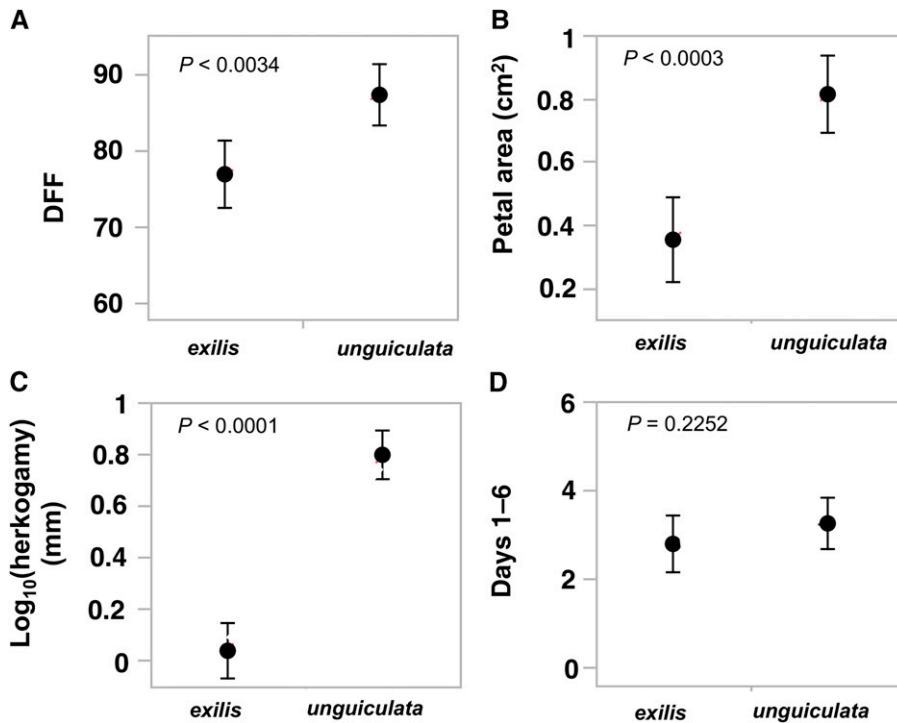 A
P < 0.0034
DFF
90
80
70
60
exilis
unguiculata
B
P < 0.0003
Petal area (cm²)
1
0.8
0.6
0.4
0.2
exilis
unguiculata
C
P < 0.0001
Log₁₀(herkogamy)
(mm)
1
0.8
0.6
0.4
0.2
0
exilis
unguiculata
D
P = 0.2252
Days 1–6
6
4
2
0
exilis
unguiculata